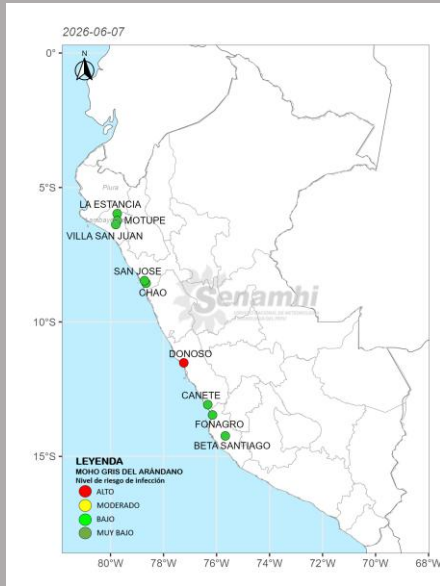 2026-06-07
N
0°
5°S
10°S
15°S
Piura
LA ESTANCIA
MOTUPE
VILLA SAN JUAN
SAN JOSE
CHAO
Senamhi
DONOSO
CANETE
FONAGRO
BETA SANTIAGO
LEYENDA
MOHO GRIS DEL ARÁNDANO
Nivel de riesgo de infección
ALTO
MODERADO
BAJO
MUY BAJO
80°W 78°W 76°W 74°W 72°W 70°W 68°W